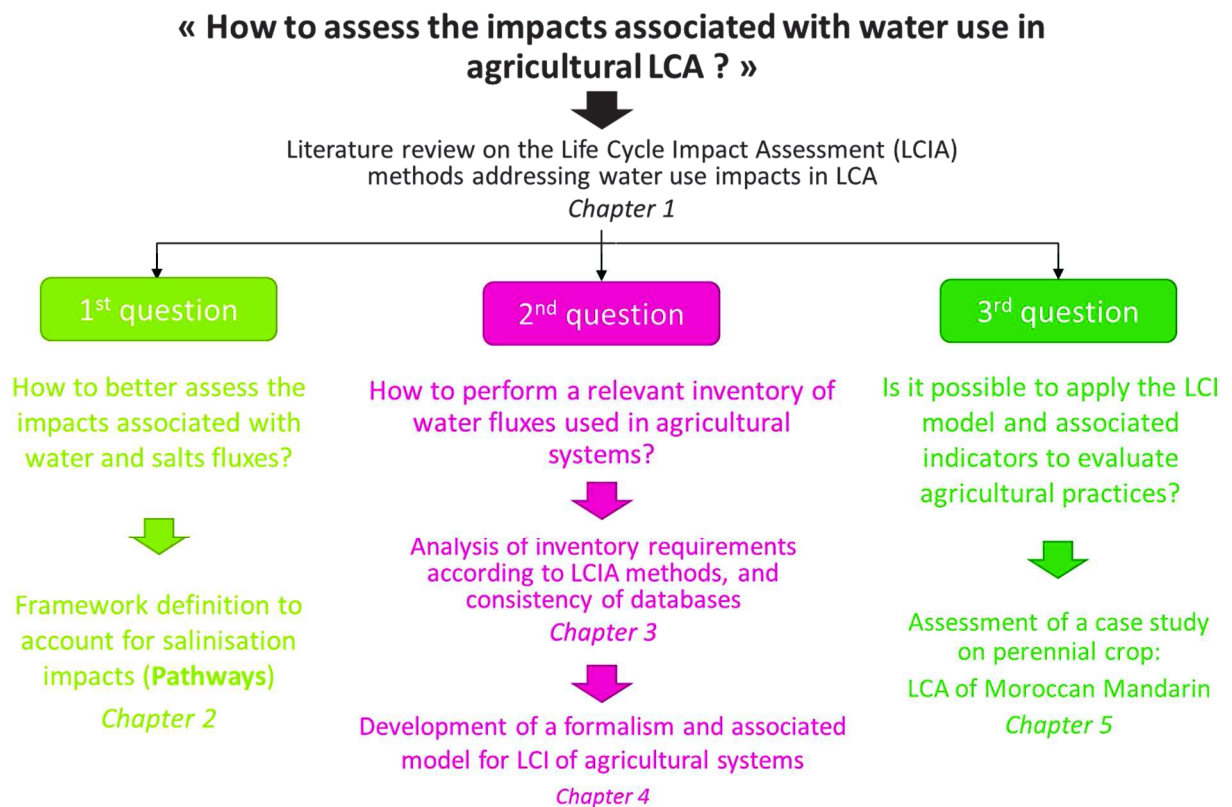 « How to assess the impacts associated with water use in
agricultural LCA ? »
Literature review on the Life Cycle Impact Assessment (LCIA)
methods addressing water use impacts in LCA
Chapter 1
1st question
How to better assess the
impacts associated with
water and salts fluxes?
Framework definition to
account for salinisation
impacts (Pathways)
Chapter 2
2nd question
How to perform a relevant inventory of
water fluxes used in agricultural
systems?
Analysis of inventory requirements
according to LCIA methods, and
consistency of databases
Chapter 3
Development of a formalism and associated
model for LCI of agricultural systems
Chapter 4
3rd question
Is it possible to apply the LCI
model and associated
indicators to evaluate
agricultural practices?
Assessment of a case study
on perennial crop:
LCA of Moroccan Mandarin
Chapter 5